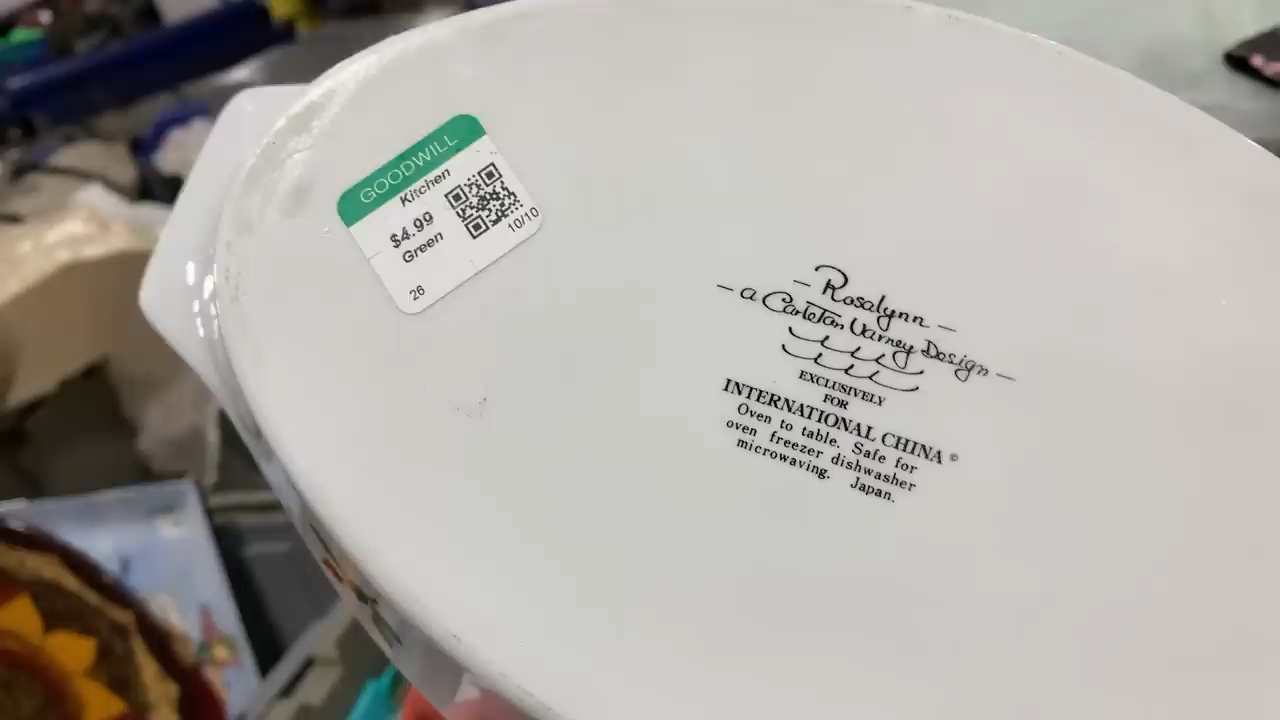 GOODWILL
Kitchen
$4.99
Green
10/10
26
— Rosalynn —
— a Carleton Varney Design —
EXCLUSIVELY
FOR
INTERNATIONAL CHINA ©
Oven to table. Safe for
oven freezer dishwasher
microwaving. Japan.